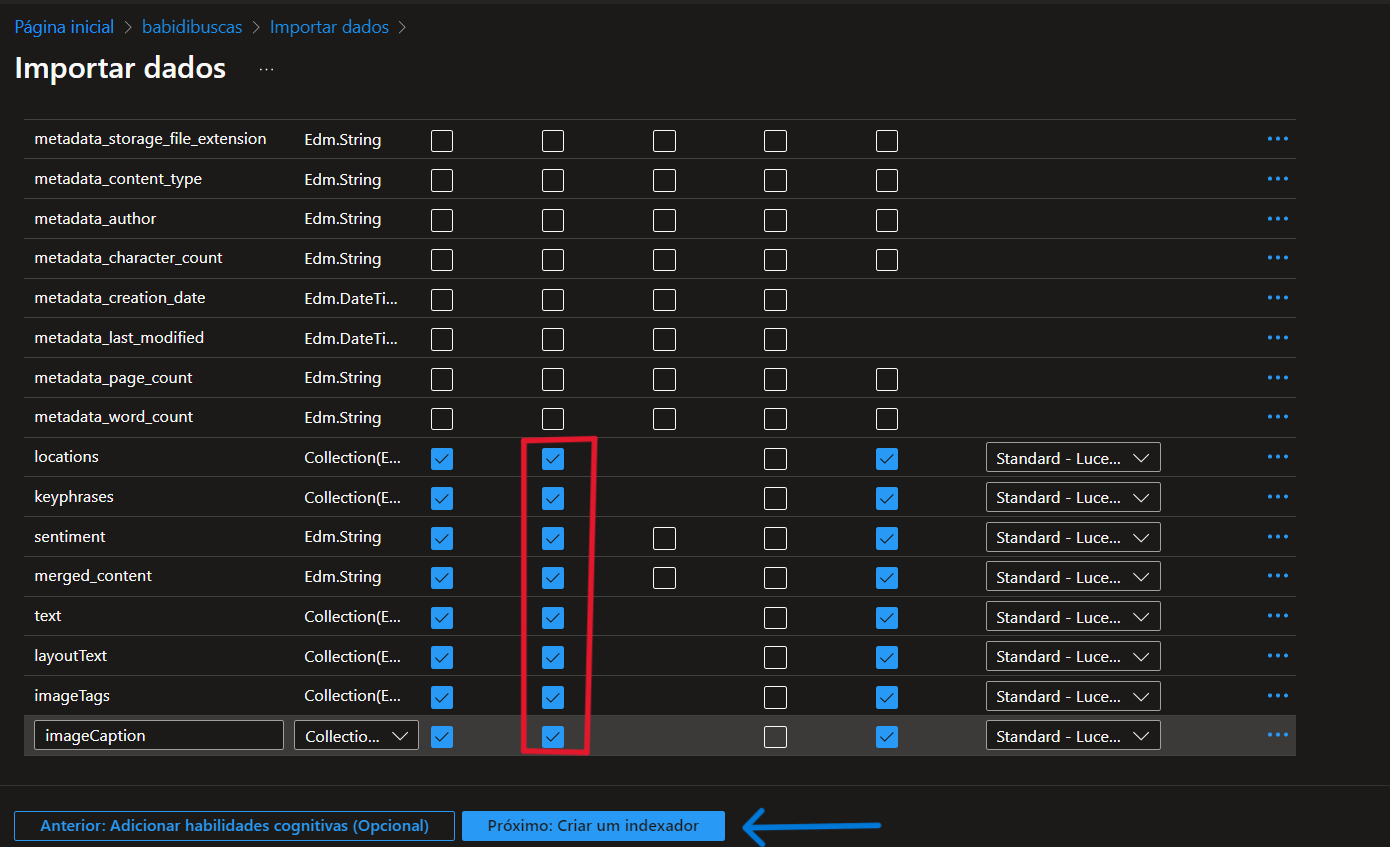 Página inicial > babidibuscas > Importar dados >
Importar dados ...
metadata_storage_file_extension Edm.String
metadata_content_type Edm.String
metadata_author Edm.String
metadata_character_count Edm.String
metadata_creation_date Edm.DateTi...
metadata_last_modified Edm.DateTi...
metadata_page_count Edm.String
metadata_word_count Edm.String
locations Collection(E... Standard - Luce...
keyphrases Collection(E... Standard - Luce...
sentiment Edm.String Standard - Luce...
merged_content Edm.String Standard - Luce...
text Collection(E... Standard - Luce...
layoutText Collection(E... Standard - Luce...
imageTags Collection(E... Standard - Luce...
imageCaption Collectio... Standard - Luce...
Anterior: Adicionar habilidades cognitivas (Opcional) Próximo: Criar um indexador